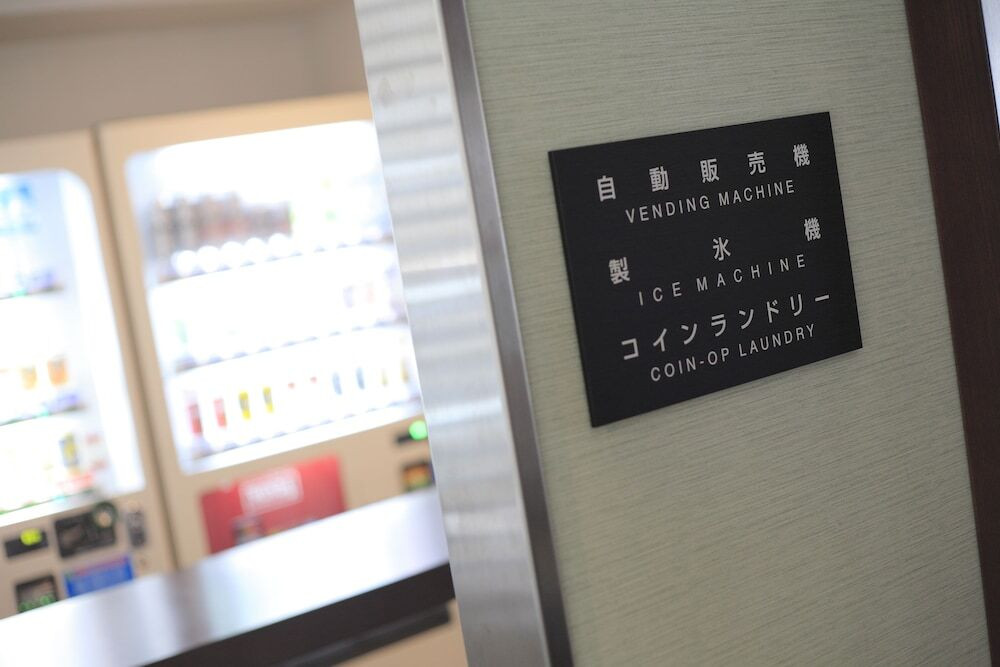 自動販売機
VENDING MACHINE
製氷機
ICE MACHINE
コインランドリー
COIN-OP LAUNDRY